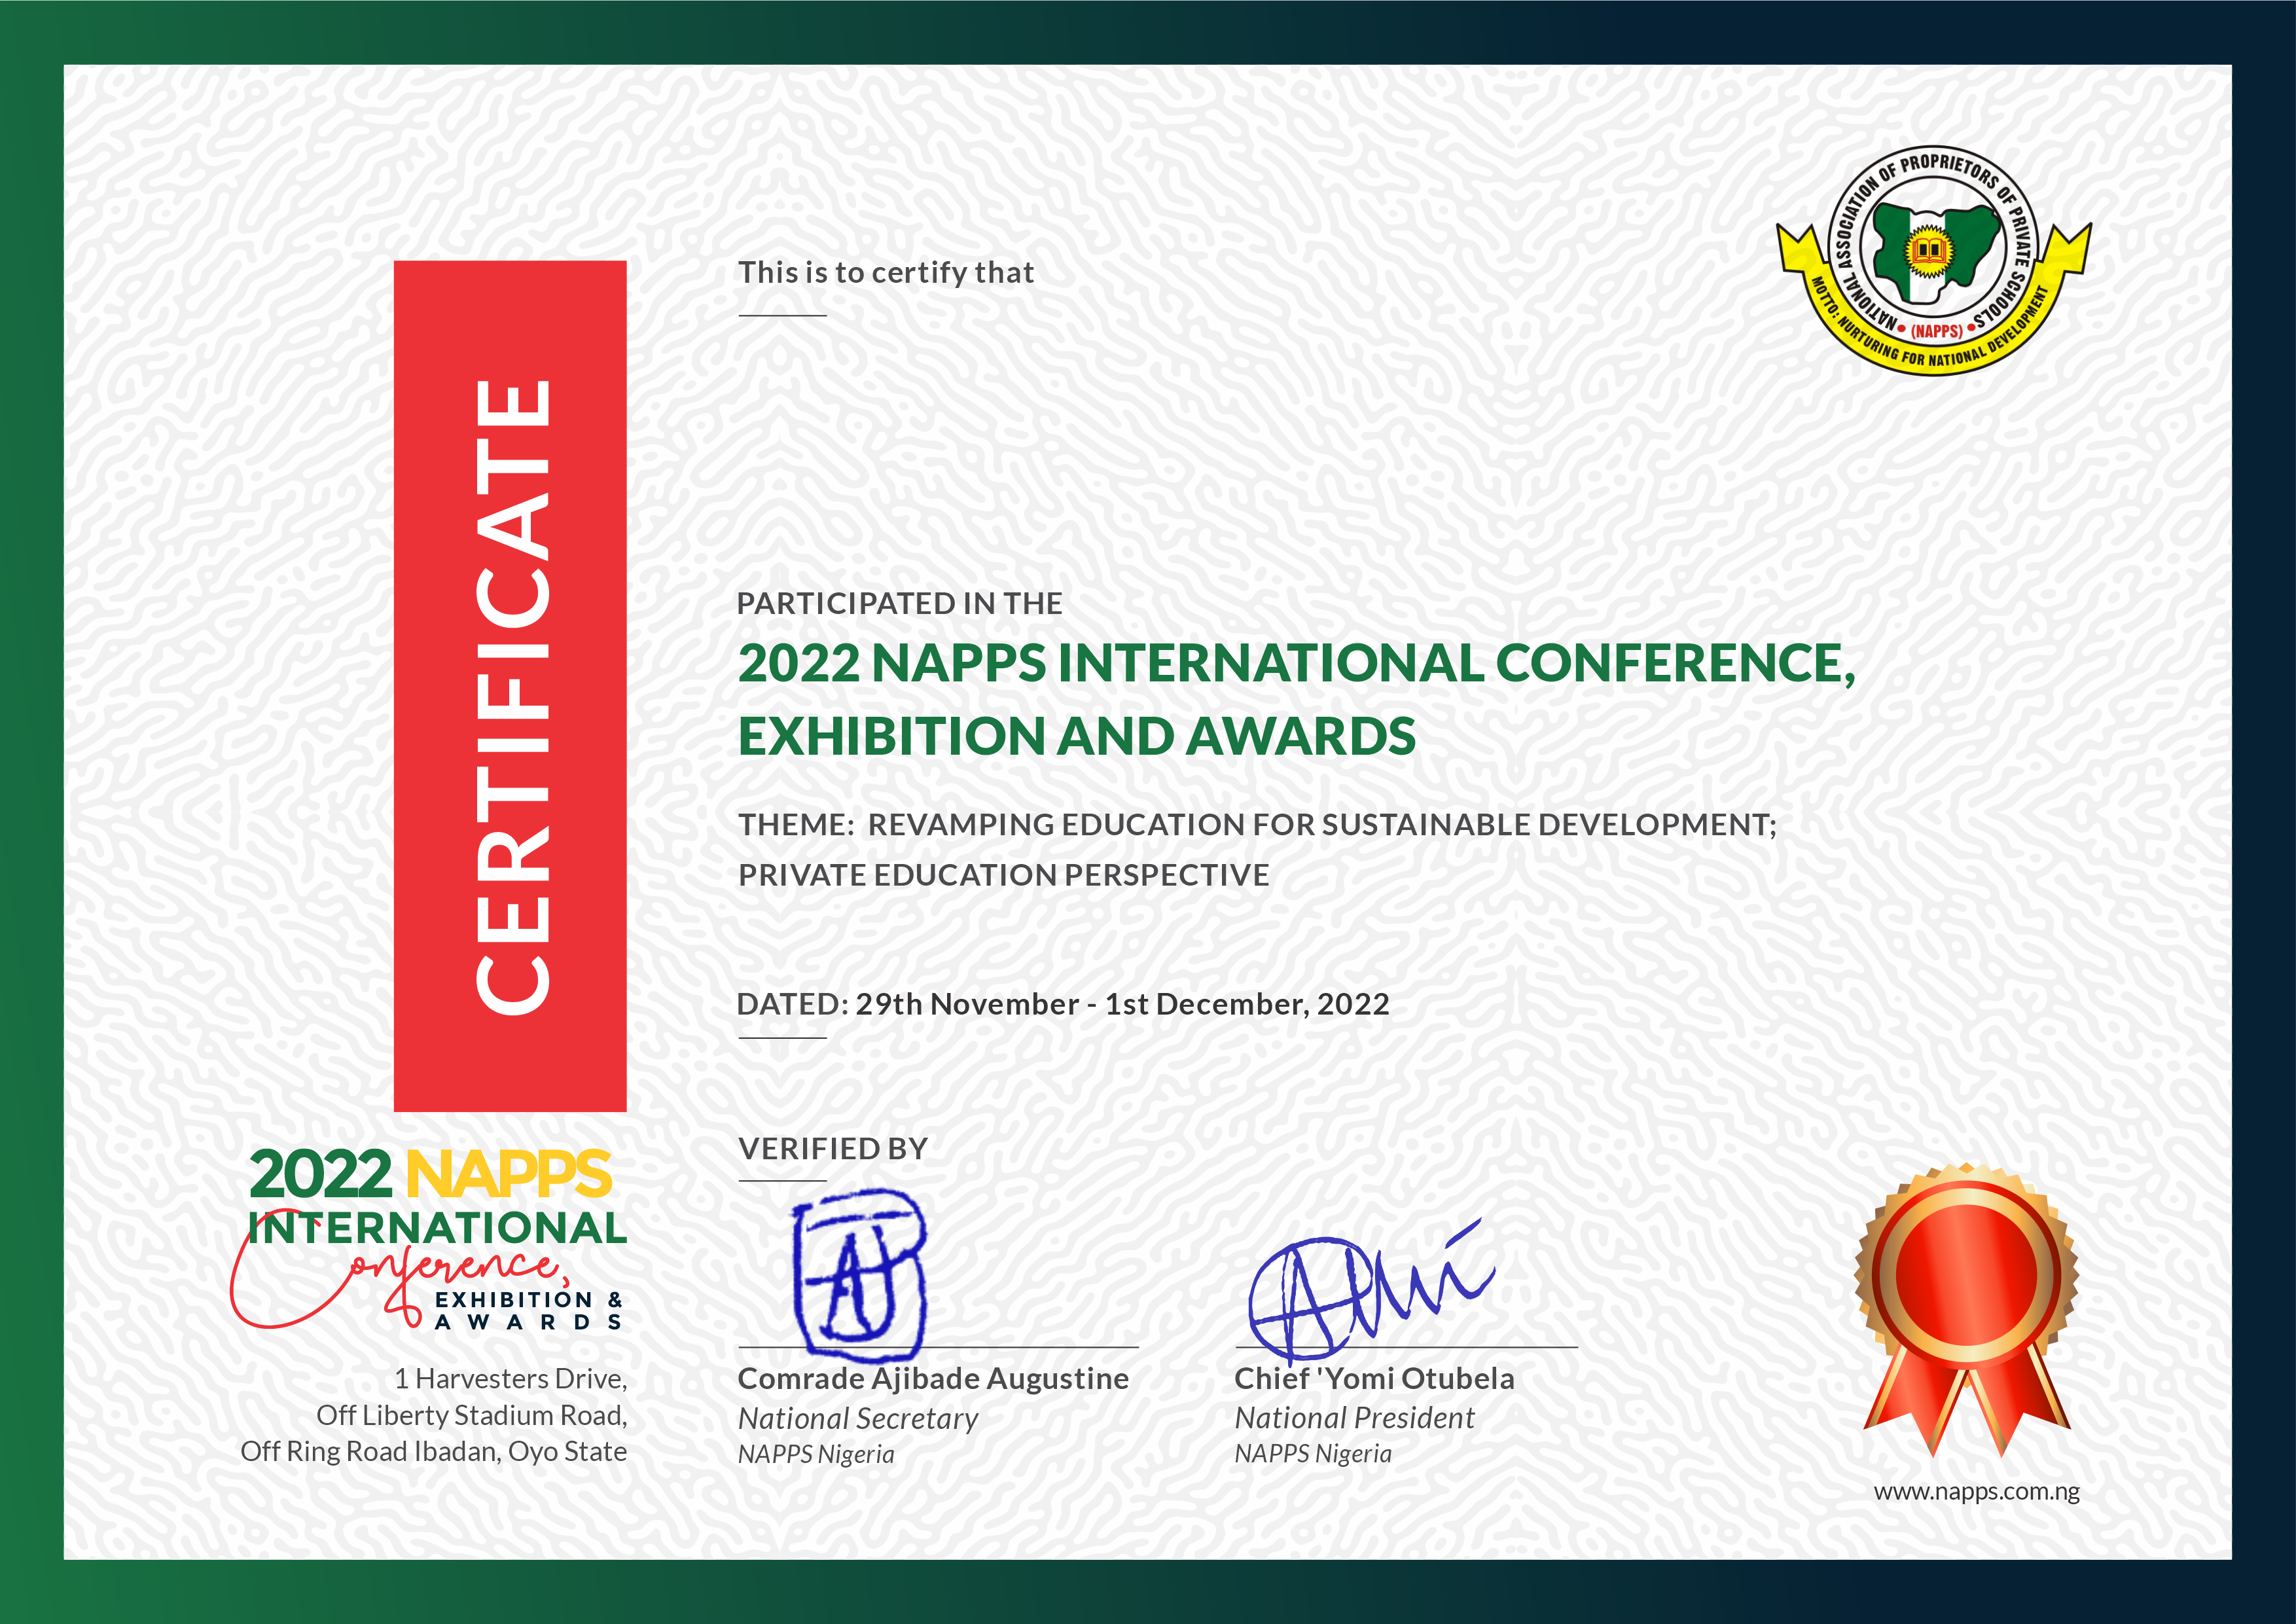 NATIONAL ASSOCIATION OF PROPRIETORS OF PRIVATE SCHOOLS
(NAPPS)
MOTTO: NURTURING FOR NATIONAL DEVELOPMENT
CERTIFICATE
This is to certify that
PARTICIPATED IN THE
2022 NAPPS INTERNATIONAL CONFERENCE,
EXHIBITION AND AWARDS
THEME: REVAMPING EDUCATION FOR SUSTAINABLE DEVELOPMENT;
PRIVATE EDUCATION PERSPECTIVE
DATED: 29th November - 1st December, 2022
2022 NAPPS
INTERNATIONAL
Conference,
EXHIBITION &
AWARDS
1 Harvesters Drive,
Off Liberty Stadium Road,
Off Ring Road Ibadan, Oyo State
VERIFIED BY
Comrade Ajibade Augustine
National Secretary
NAPPS Nigeria
Chief 'Yomi Otubela
National President
NAPPS Nigeria
www.napps.com.ng